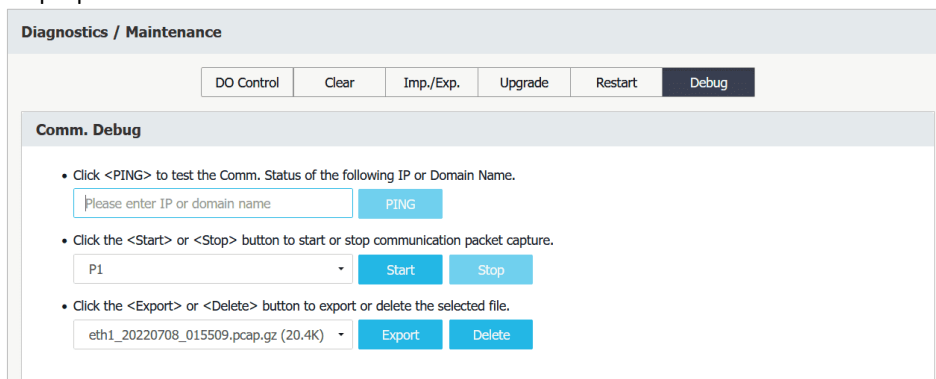 Diagnostics / Maintenance
DO Control Clear Imp./Exp. Upgrade Restart Debug
Comm. Debug
• Click <PING> to test the Comm. Status of the following IP or Domain Name.
Please enter IP or domain name PING
• Click the <Start> or <Stop> button to start or stop communication packet capture.
P1 Start Stop
• Click the <Export> or <Delete> button to export or delete the selected file.
eth1_20220708_015509.pcap.gz (20.4K) Export Delete